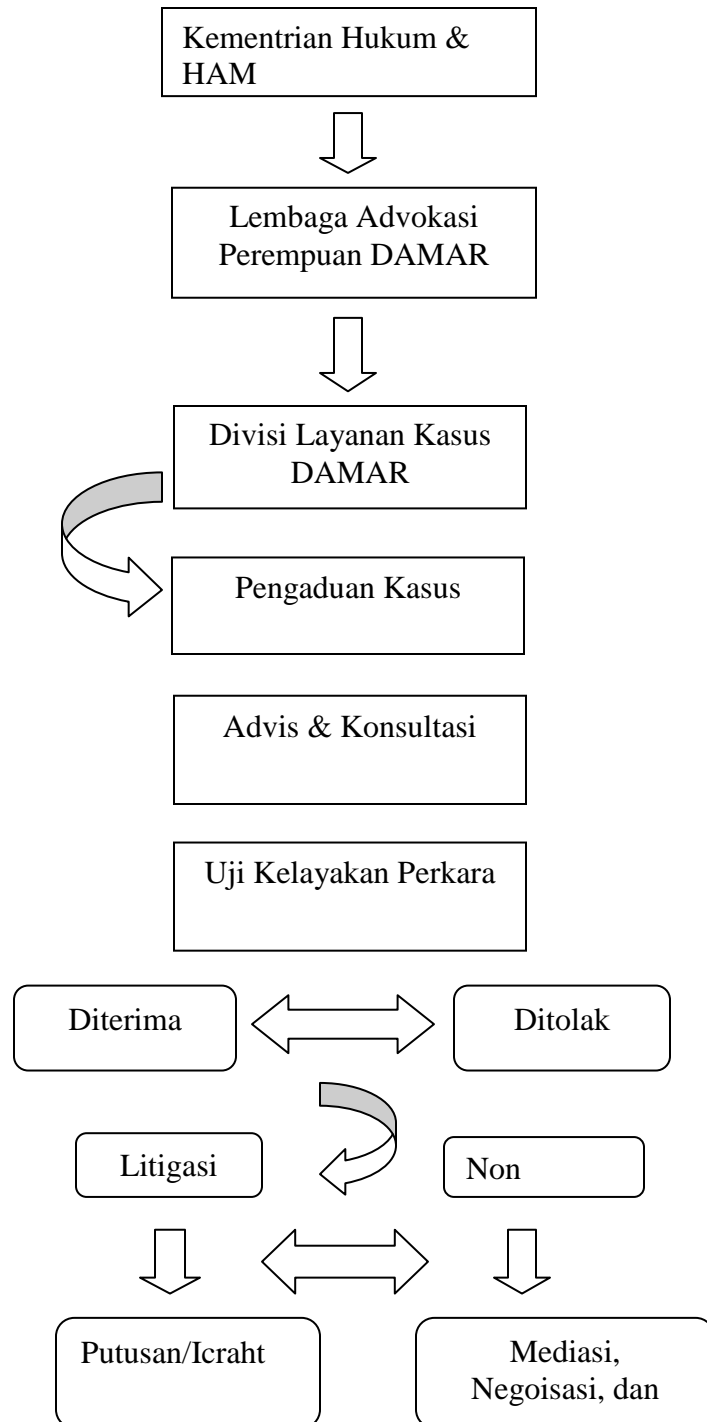 Kementrian Hukum &
HAM
Lembaga Advokasi
Perempuan DAMAR
Divisi Layanan Kasus
DAMAR
Pengaduan Kasus
Advis & Konsultasi
Uji Kelayakan Perkara
Diterima
Ditolak
Litigasi
Non
Putusan/Icraht
Mediasi,
Negoisasi, dan